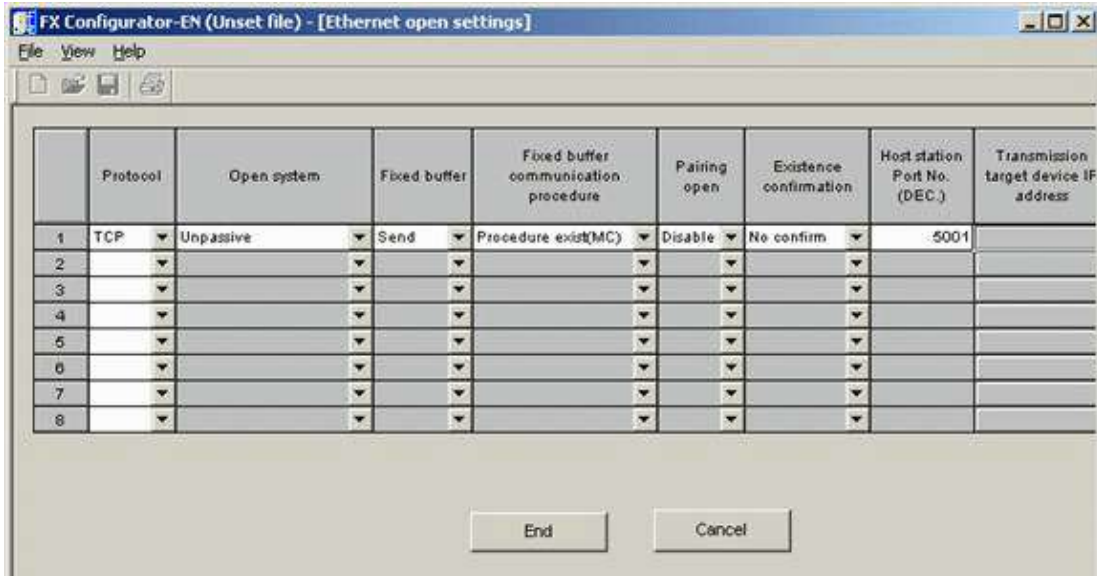 FX Configurator-EN (Unset file) - [Ethernet open settings]
File View Help
Protocol Open system Fixed buffer Fixed buffer communication procedure Pairing open Existence confirmation Host station Port No. (DEC.) Transmission target device IP address
1 TCP Unpassive Send Procedure exist(MC) Disable No confirm 5001
2
3
4
5
6
7
8
End Cancel